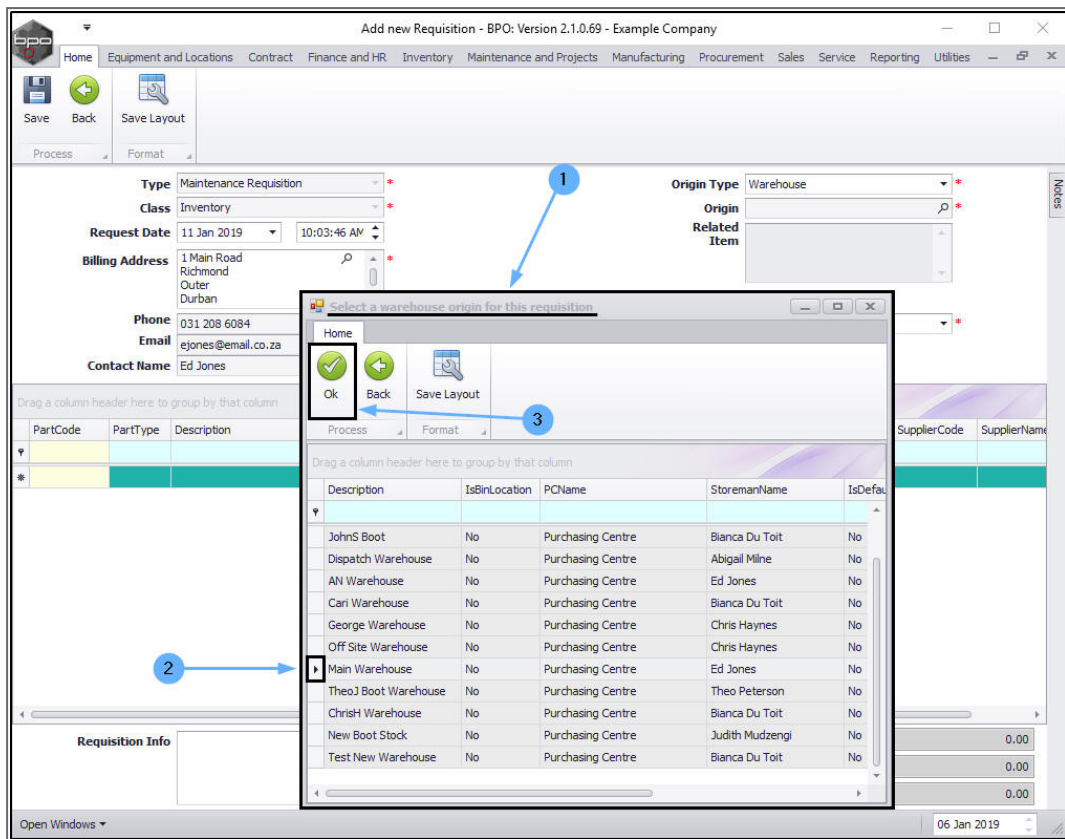 Add new Requisition - BPO: Version 2.1.0.69 - Example Company
bpo
Home Equipment and Locations Contract Finance and HR Inventory Maintenance and Projects Manufacturing Procurement Sales Service Reporting Utilities
Save Back Save Layout
Process Format
Type Maintenance Requisition * Origin Type Warehouse *
Class Inventory * Origin *
Request Date 11 Jan 2019 10:03:46 AM Related Item
Billing Address 1 Main Road *
Richmond
Outer
Durban
Phone 031 208 6084 *
Email ejones@email.co.za
Contact Name Ed Jones
Notes
1
Drag a column header here to group by that column
PartCode PartType Description SupplierCode SupplierName
Select a warehouse origin for this requisition
Home
Ok Back Save Layout
3
Process Format
Drag a column header here to group by that column
Description IsBinLocation PCName StoremanName IsDefau
JohnS Boot No Purchasing Centre Bianca Du Toit No
Dispatch Warehouse No Purchasing Centre Abigail Milne No
AN Warehouse No Purchasing Centre Ed Jones No
Cari Warehouse No Purchasing Centre Bianca Du Toit No
George Warehouse No Purchasing Centre Chris Haynes No
Off Site Warehouse No Purchasing Centre Chris Haynes No
2
Main Warehouse No Purchasing Centre Ed Jones No
TheoJ Boot Warehouse No Purchasing Centre Theo Peterson No
ChrisH Warehouse No Purchasing Centre Bianca Du Toit No
New Boot Stock No Purchasing Centre Judith Mudzengi No
Test New Warehouse No Purchasing Centre Bianca Du Toit No
Requisition Info 0.00
0.00
0.00
Open Windows 06 Jan 2019